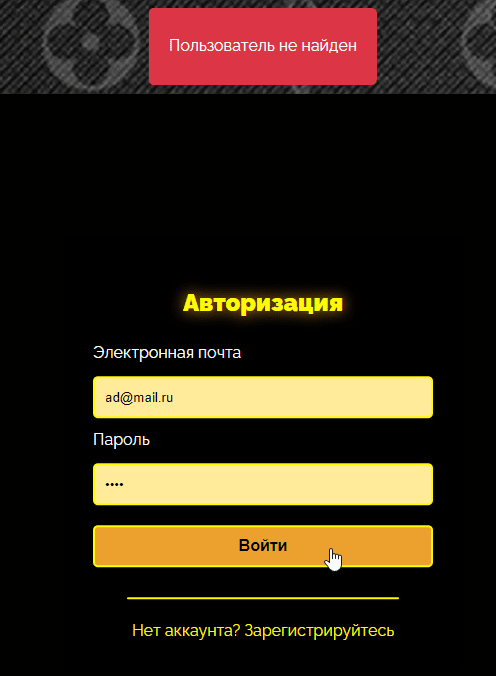 Пользователь не найден
Авторизация
Электронная почта
ad@mail.ru
Пароль
••••
Войти
Нет аккаунта? Зарегистрируйтесь